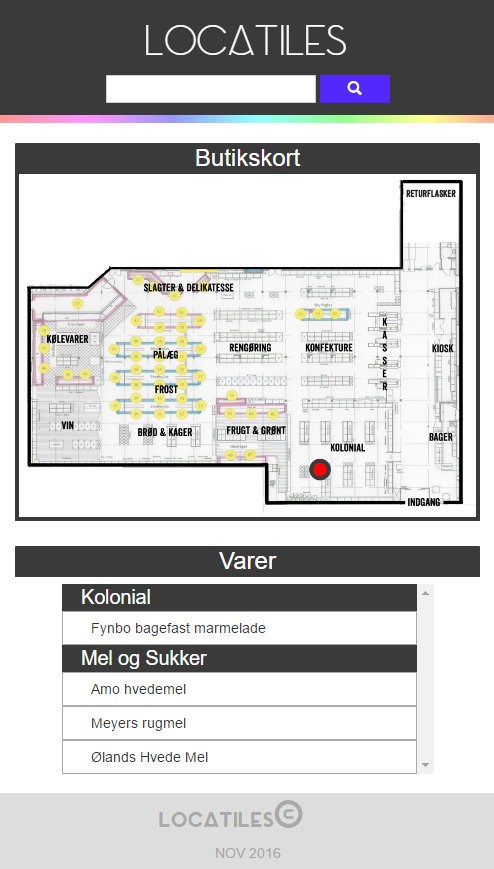 LOCATILES
Butikskort
RETURFLASKER
SLAGTER & DELIKATESSE
KØLEVARER
PÅLÆG
RENGØRING
KONFEKTURE
KASSER
KIOSK
FROST
VIN
BRØD & KAGER
FRUGT & GRØNT
KOLONIAL
BAGER
INDGANG
Varer
Kolonial
Fynbo bagefast marmelade
Mel og Sukker
Amo hvedemel
Meyers rugmel
Ølands Hvede Mel
LOCATILES©
NOV 2016